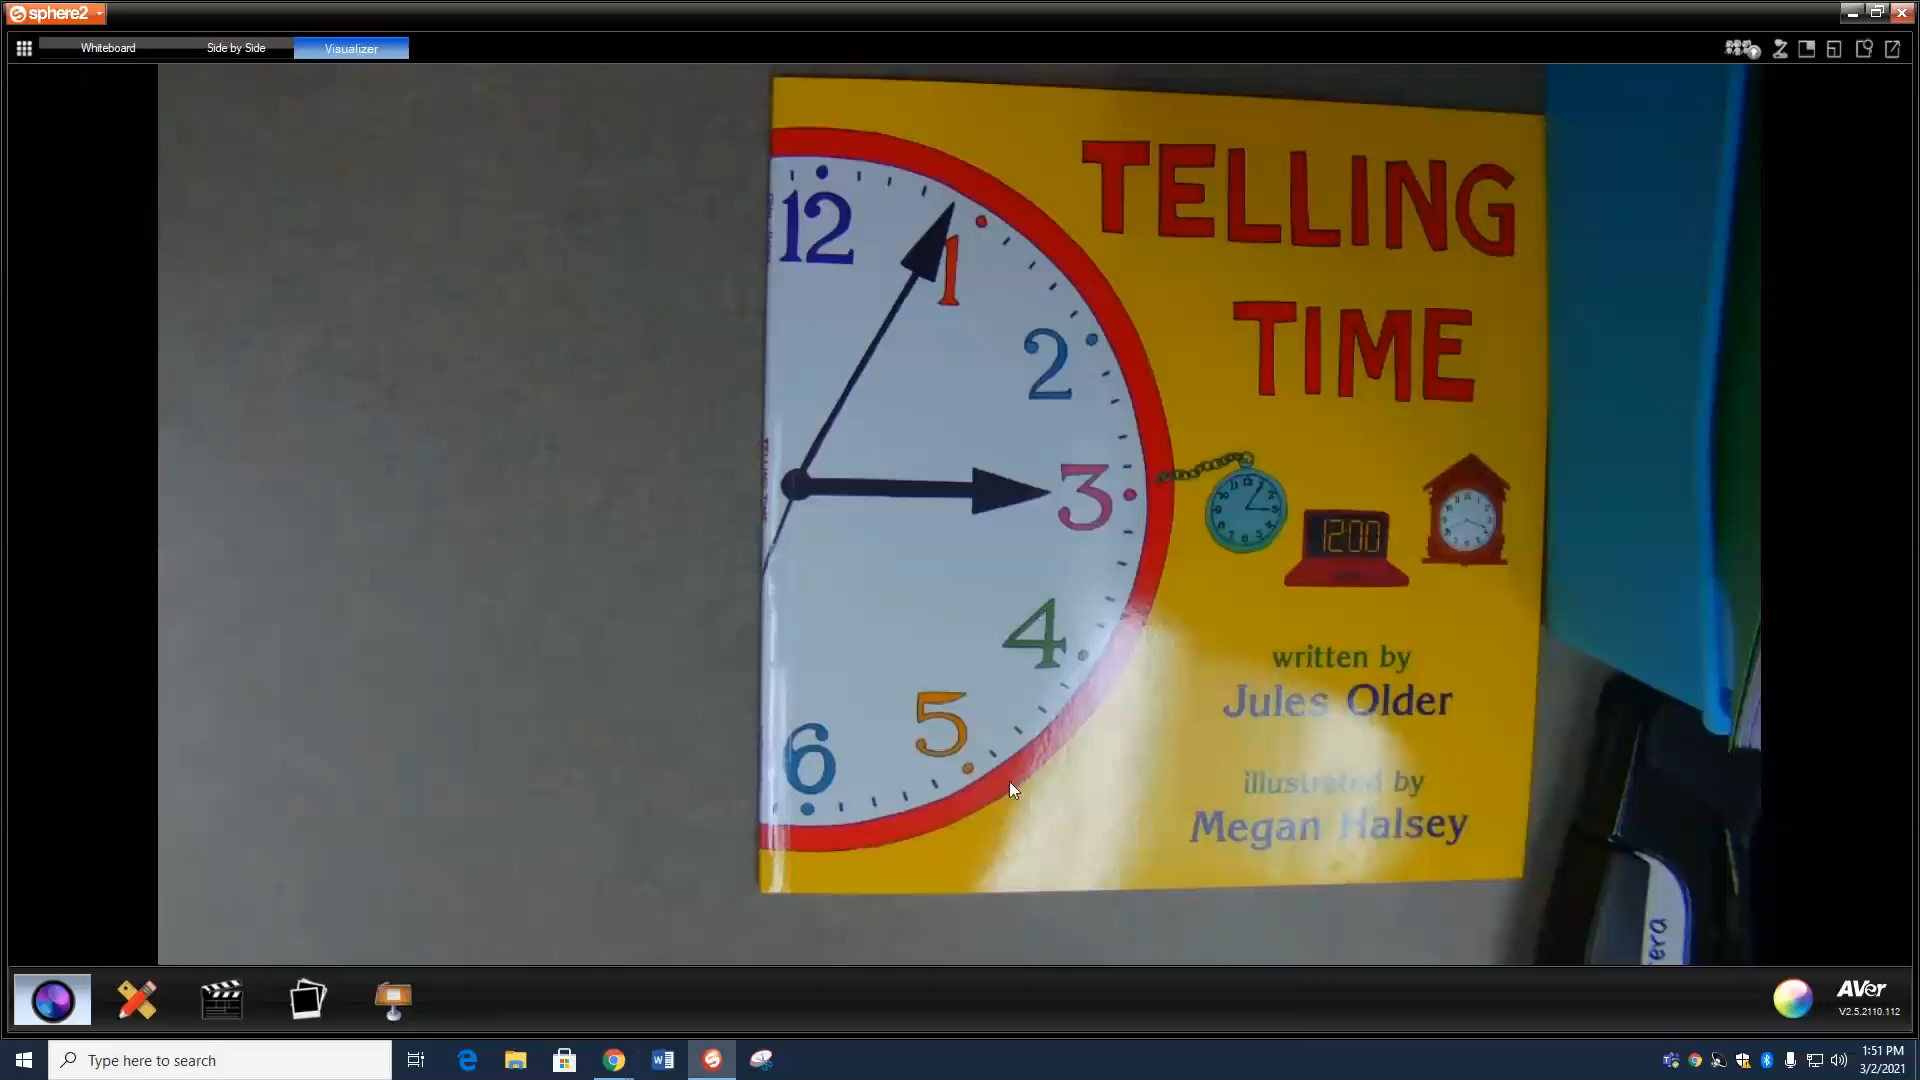 sphere2
Whiteboard
Side by Side
Visualizer
TELLING
TIME
12
1
2
3
4
5
6
12:00
written by
Jules Older
illustrated by
Megan Halsey
era
AVer
V2.5.2110.112
Type here to search
1:51 PM
3/2/2021